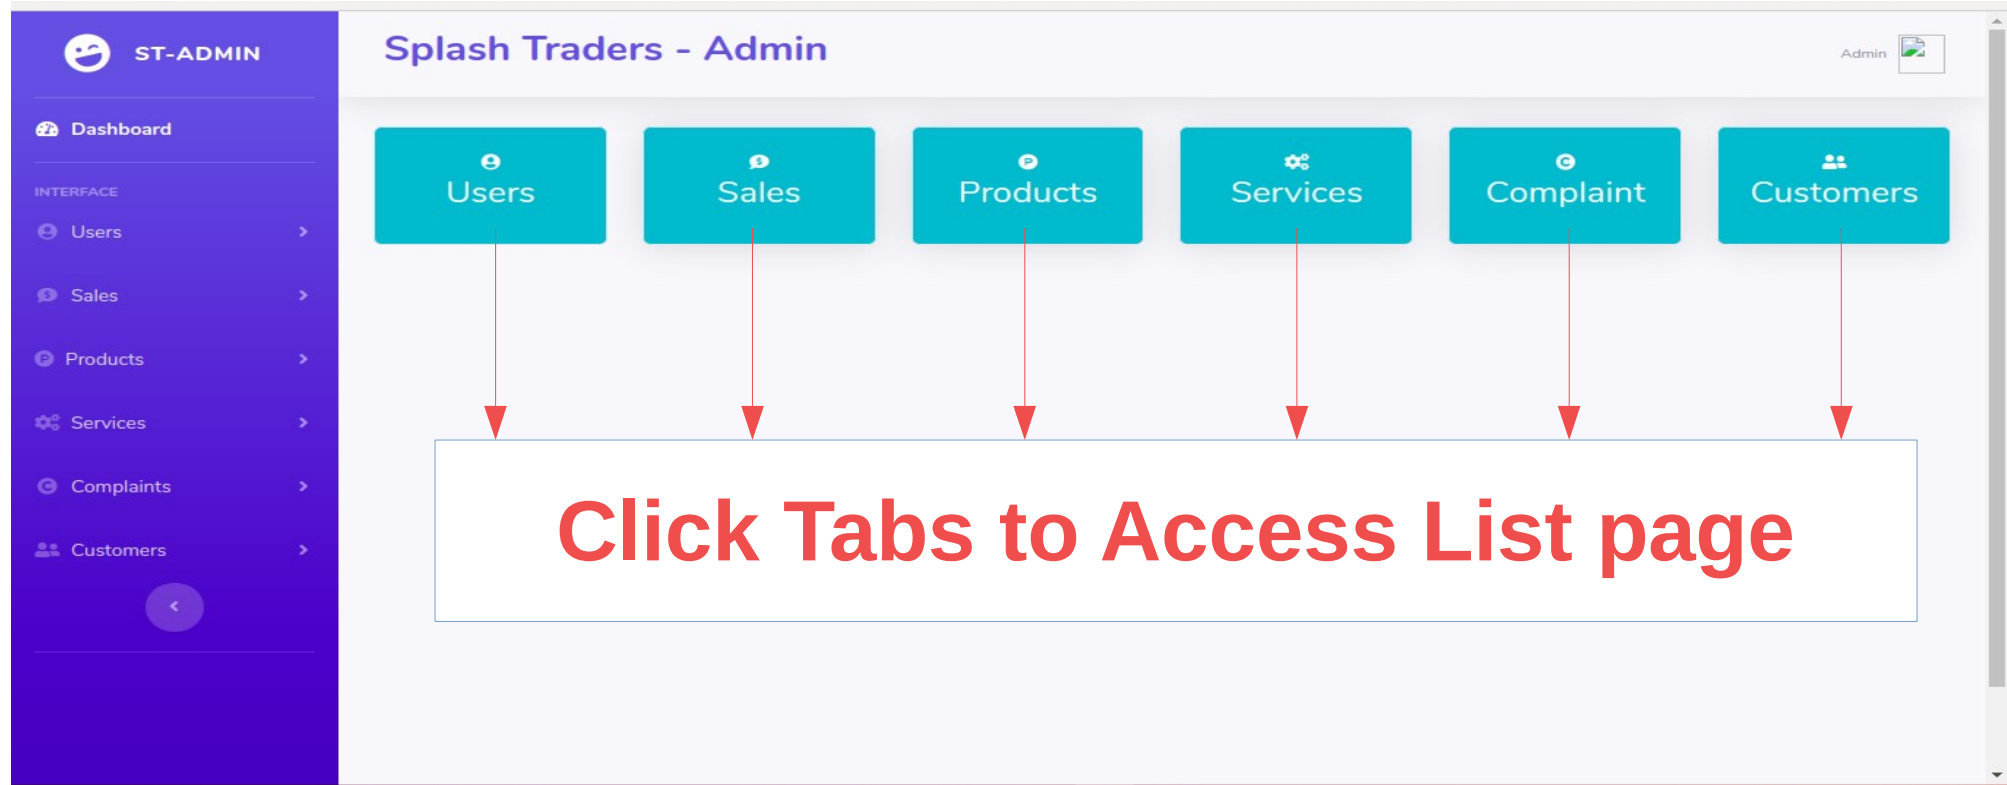 ST-ADMIN
Splash Traders - Admin
Admin
Dashboard
INTERFACE
Users
Sales
Products
Services
Complaints
Customers
Users
Sales
Products
Services
Complaint
Customers
Click Tabs to Access List page